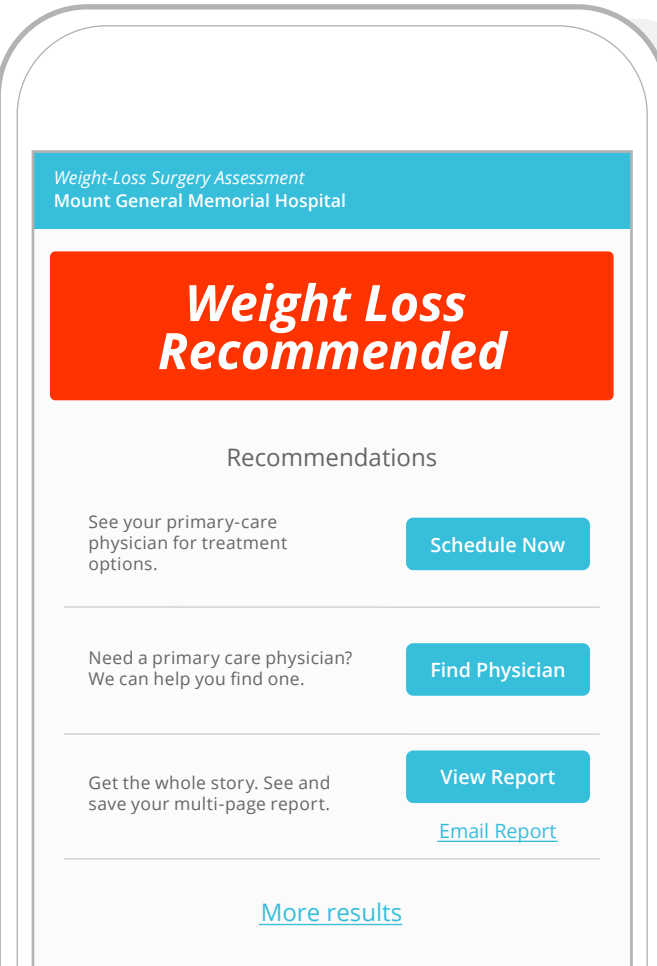 Weight-Loss Surgery Assessment
Mount General Memorial Hospital
Weight Loss
Recommended
Recommendations
See your primary-care
physician for treatment
options.
Schedule Now
Need a primary care physician?
We can help you find one.
Find Physician
Get the whole story. See and
save your multi-page report.
View Report
Email Report
More results